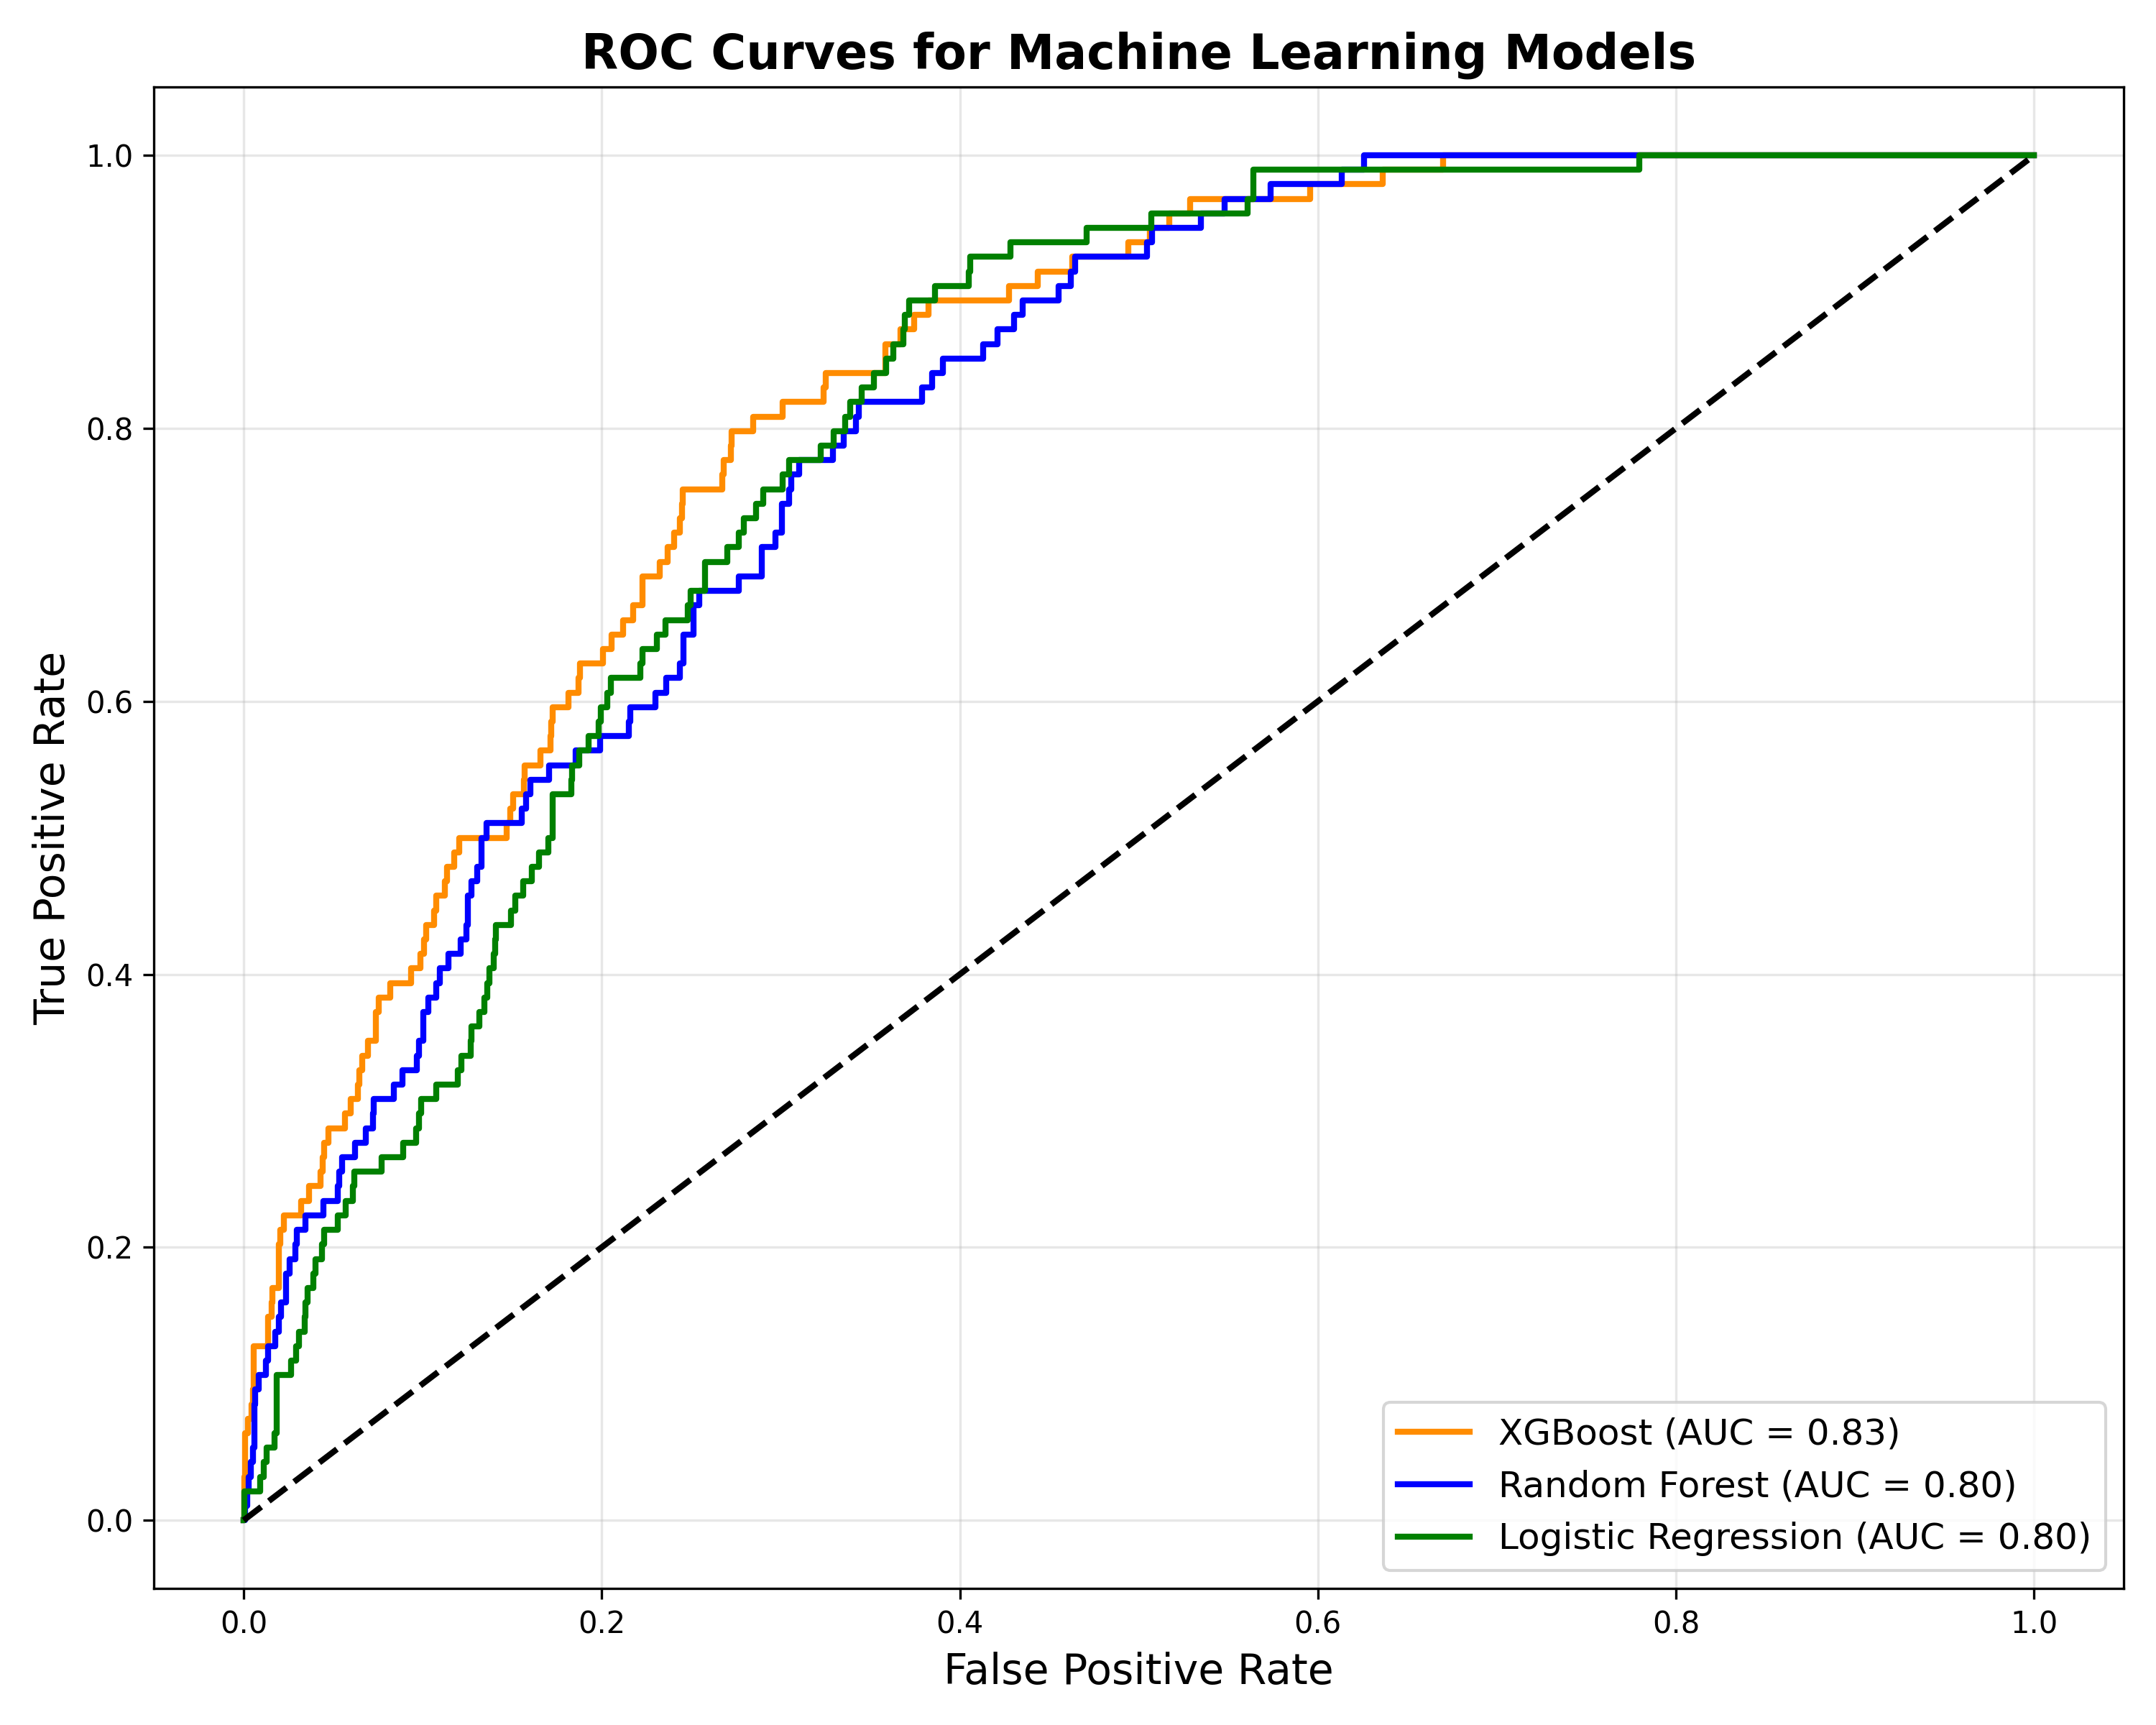 ROC Curves for Machine Learning Models
True Positive Rate
1.0
0.8
0.6
0.4
0.2
0.0
0.0 0.2 0.4 0.6 0.8 1.0
False Positive Rate
XGBoost (AUC = 0.83)
Random Forest (AUC = 0.80)
Logistic Regression (AUC = 0.80)